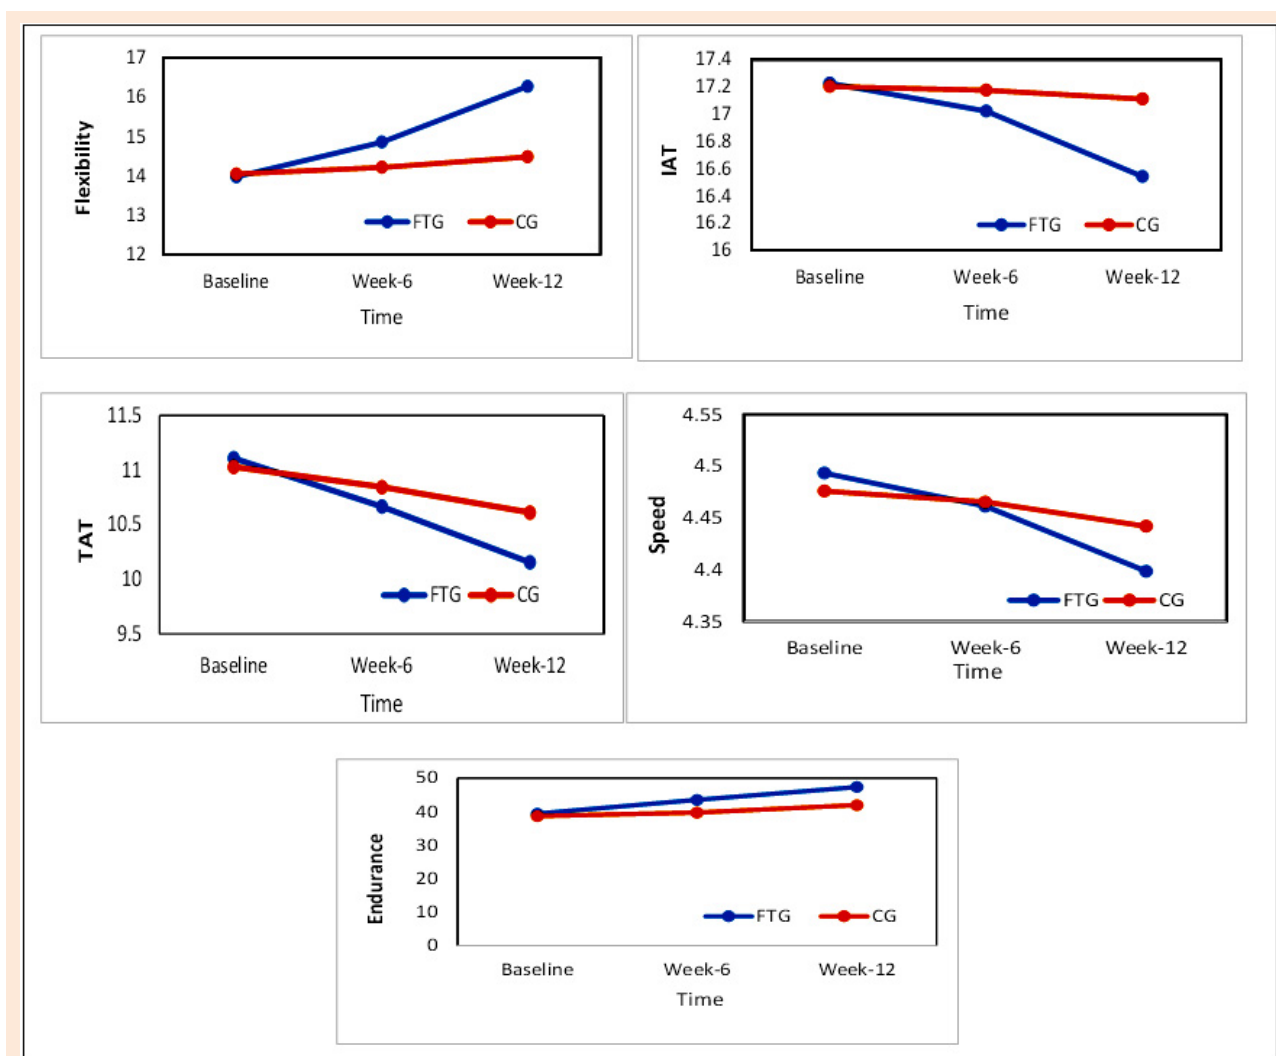 Flexibility
17
16
15
14
13
12
FTG CG
Baseline Week-6 Week-12
Time
IAT
17.4
17.2
17
16.8
16.6
16.4
16.2
16
FTG CG
Baseline Week-6 Week-12
Time
TAT
11.5
11
10.5
10
9.5
FTG CG
Baseline Week-6 Week-12
Time
Speed
4.55
4.5
4.45
4.4
4.35
FTG CG
Baseline Week-6 Week-12
Time
Endurance
50
40
30
20
10
0
FTG CG
Baseline Week-6 Week-12
Time